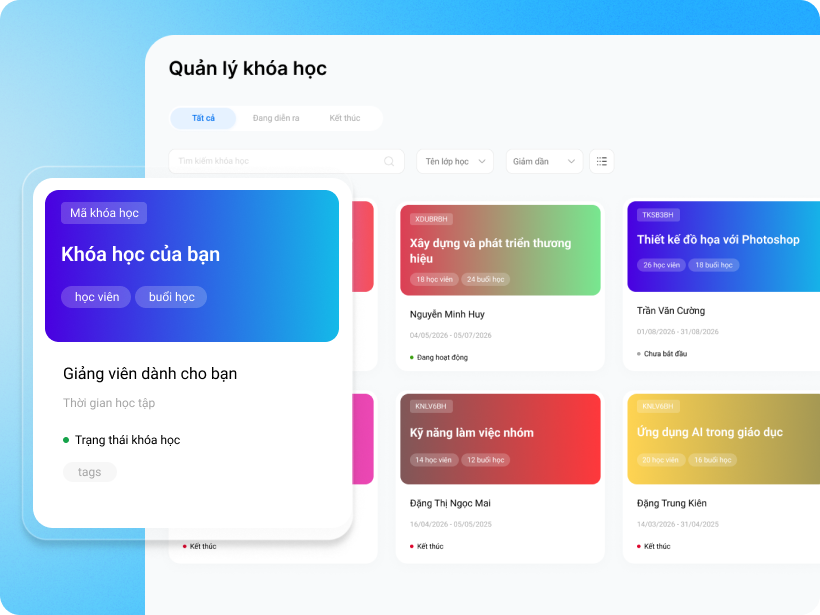 Quản lý khóa học
Tất cả
Đang diễn ra
Kết thúc
Tìm kiếm khóa học
Tên lớp học
Giảm dần
Mã khóa học
Khóa học của bạn
học viên
buổi học
Giảng viên dành cho bạn
Thời gian học tập
Trạng thái khóa học
tags
Kết thúc
XDUBRBH
Xây dựng và phát triển thương
hiệu
18 học viên
24 buổi học
Nguyễn Minh Huy
04/05/2026 - 05/07/2026
Đang hoạt động
TKSB3BH
Thiết kế đồ họa với Photoshop
26 học viên
18 buổi học
Trần Văn Cường
01/08/2026 - 31/08/2026
Chưa bắt đầu
KNLV6BH
Kỹ năng làm việc nhóm
14 học viên
12 buổi học
Đặng Thị Ngọc Mai
16/04/2026 - 05/05/2025
Kết thúc
KNLV6BH
Ứng dụng AI trong giáo dục
20 học viên
16 buổi học
Đặng Trung Kiên
14/03/2026 - 31/04/2025
Kết thúc